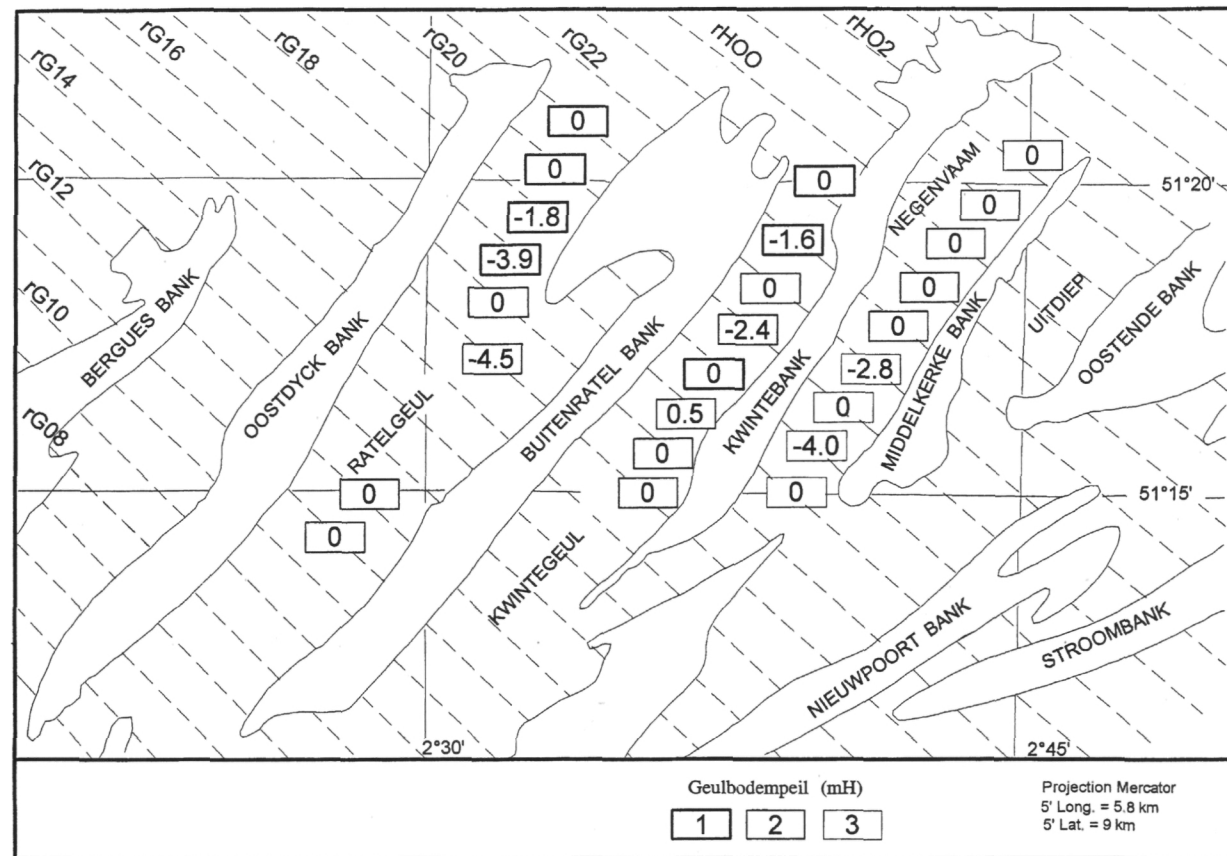 rG14
rG16
rG18
rG20
rG22
rHOO
rHO2
rG12
rG10
rG08
0
0
-1.8
-3.9
0
-4.5
0
0
0
-1.6
0
-2.4
0
0.5
0
0
0
0
0
0
0
-2.8
0
-4.0
0
BERGUES BANK
OOSTDYCK BANK
RATELGEUL
BUITENRATEL BANK
KWINTEGEUL
KWINTEBANK
NEGENVAAM
MIDDELKERKE BANK
UITDIEP
OOSTENDE BANK
NIEUWPOORT BANK
STROOMBANK
51°20'
51°15'
2°30'
2°45'
Geulbodempeil (mH)
1 2 3
Projection Mercator
5' Long. = 5.8 km
5' Lat. = 9 km